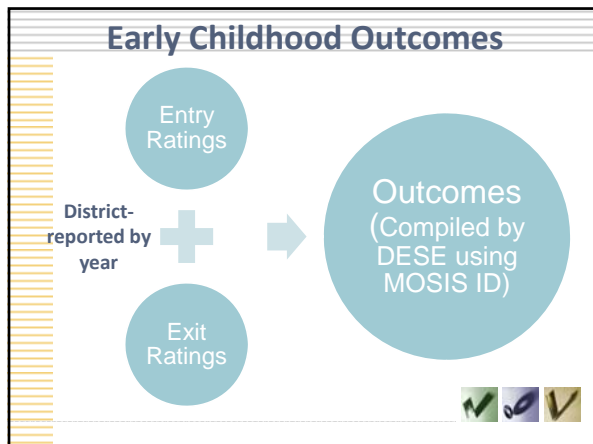 Early Childhood Outcomes
Entry
Ratings
District-
reported by
year
Exit
Ratings
Outcomes
(Compiled by
DESE using
MOSIS ID)